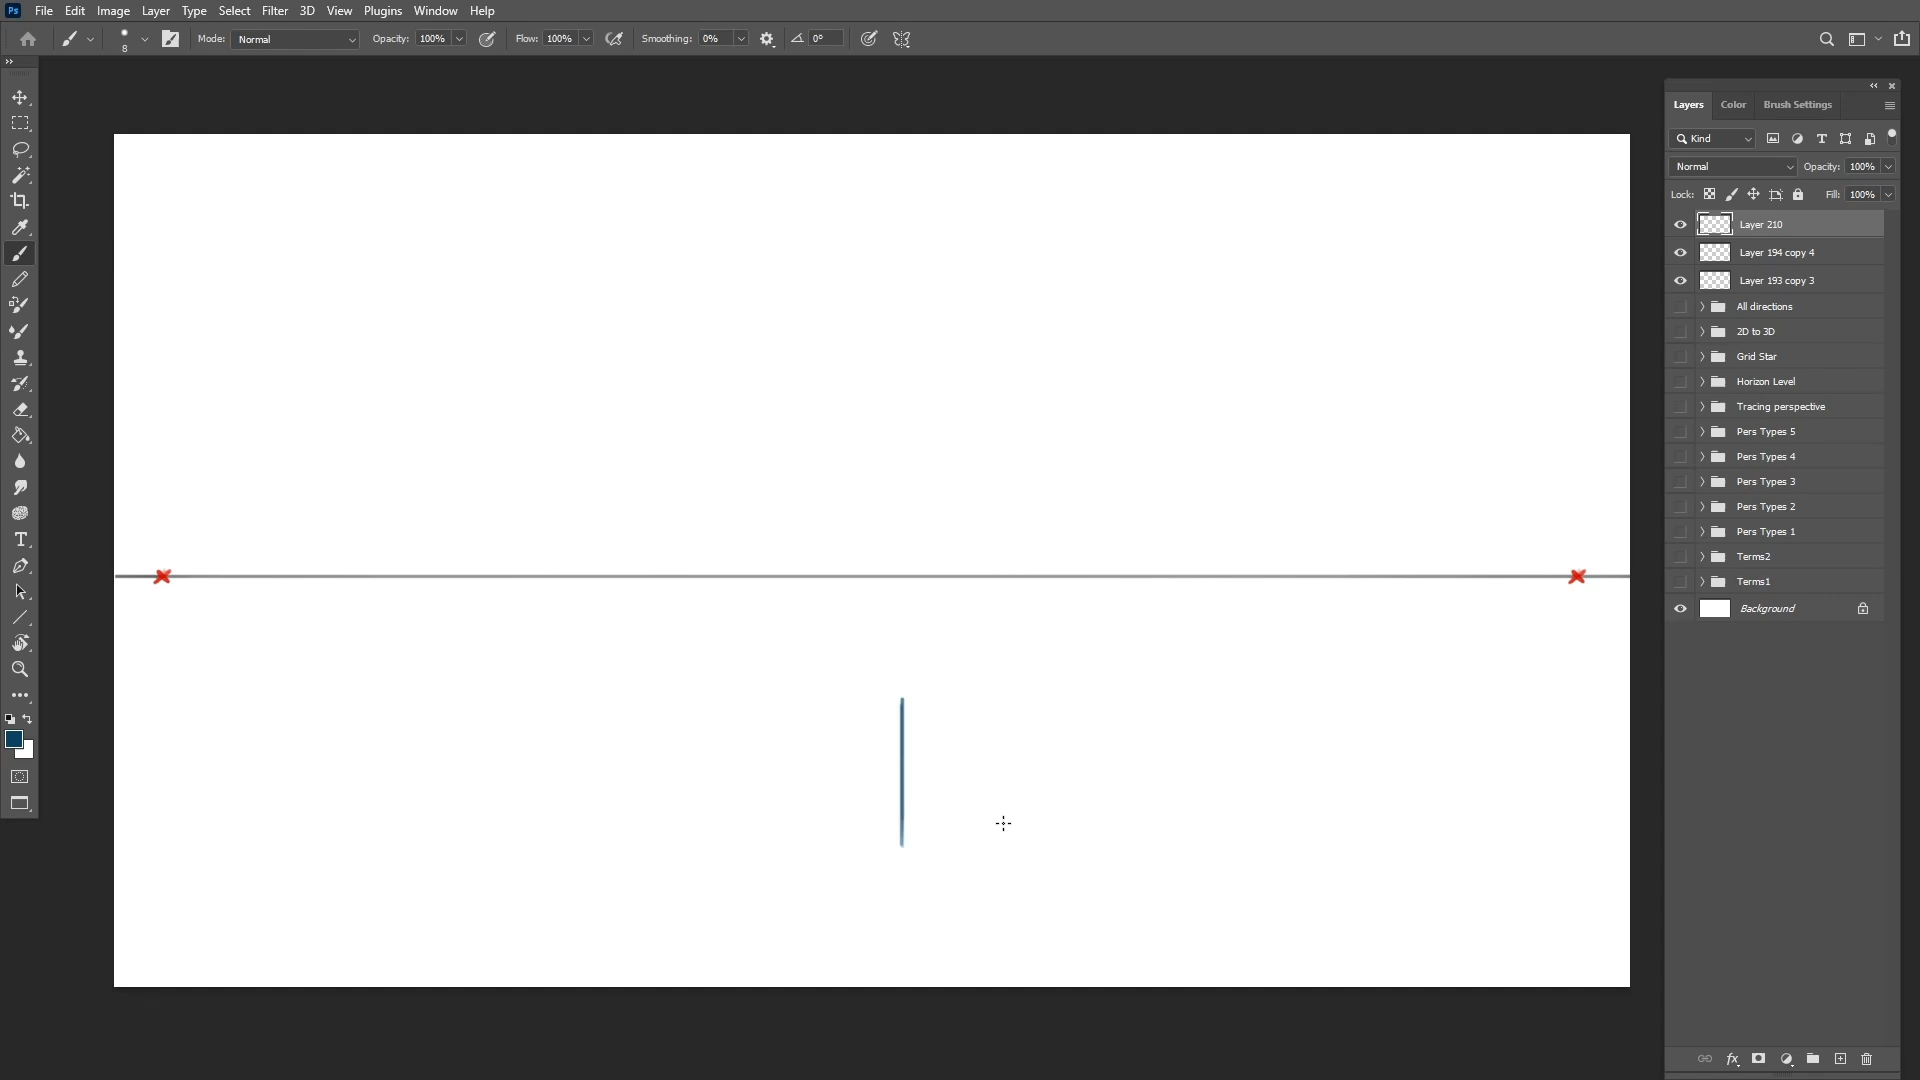 Ps File Edit Image Layer Type Select Filter 3D View Plugins Window Help
8 Mode: Normal Opacity: 100% Flow: 100% Smoothing: 0% 0°
Layers Color Brush Settings
Kind
Normal Opacity: 100%
Lock: Fill: 100%
Layer 210
Layer 194 copy 4
Layer 193 copy 3
All directions
2D to 3D
Grid Star
Horizon Level
Tracing perspective
Pers Types 5
Pers Types 4
Pers Types 3
Pers Types 2
Pers Types 1
Terms2
Terms1
Background
fx